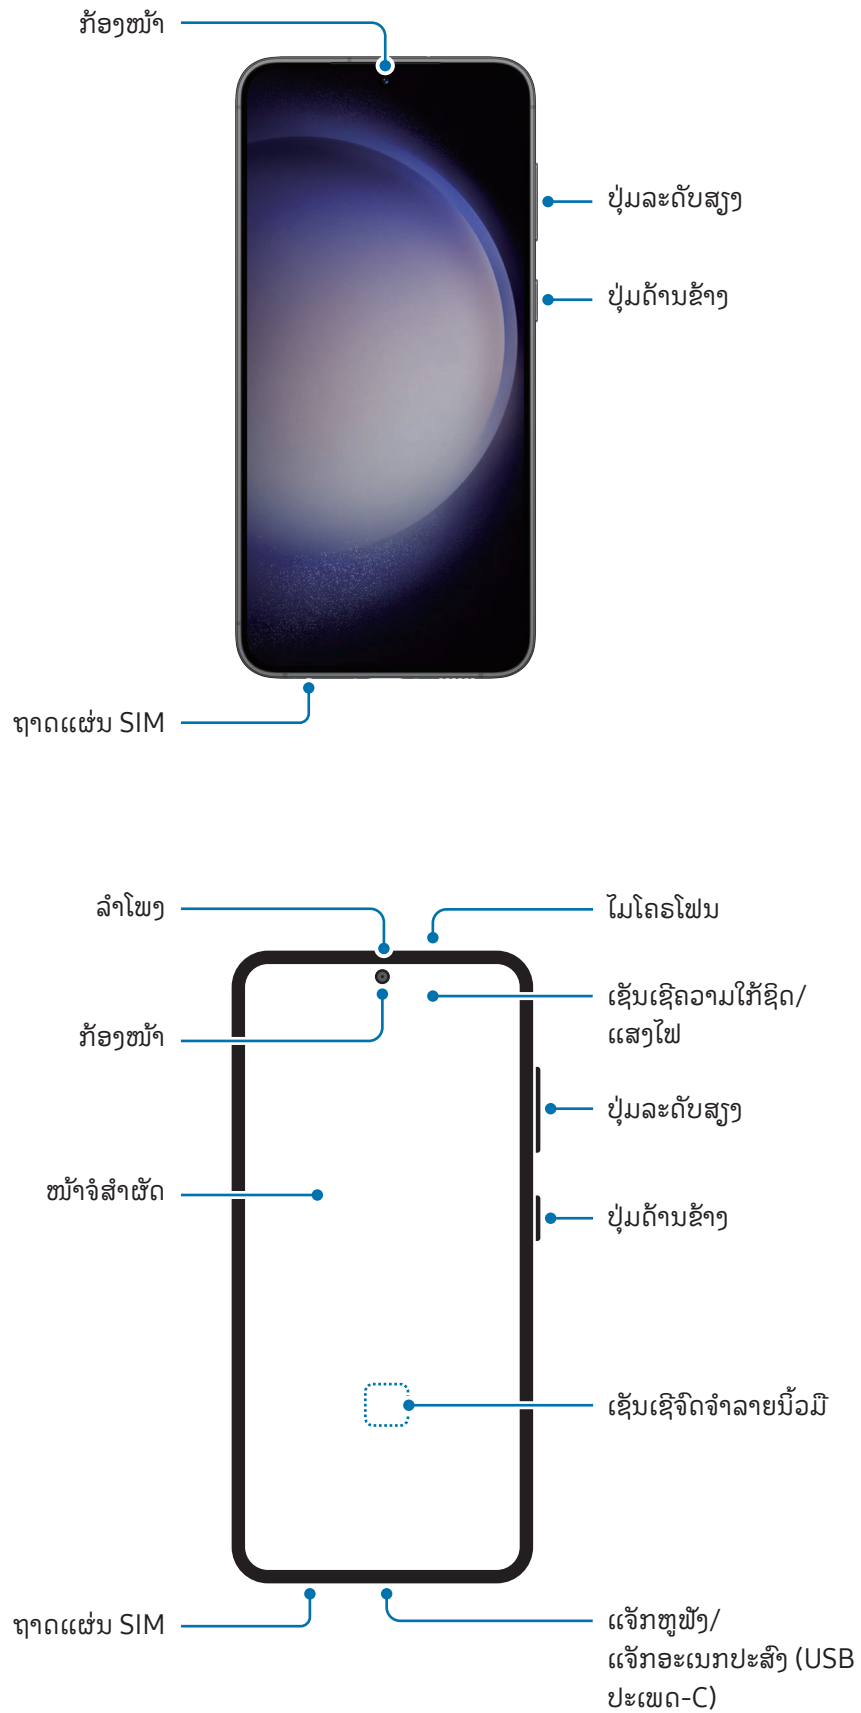 ກ້ອງໜ້າ
ປຸ່ມລະດັບສຽງ
ປຸ່ມດ້ານຂ້າງ
ຖາດແຜ່ນ SIM
ລຳໂພງ
ໄມໂຄຣໂຟນ
ເຊັນເຊີຄວາມໃກ້ຊິດ/
ແສງໄຟ
ກ້ອງໜ້າ
ປຸ່ມລະດັບສຽງ
ໜ້າຈໍສຳຜັດ
ປຸ່ມດ້ານຂ້າງ
ເຊັນເຊີຈົດຈຳລາຍນິ້ວມື
ຖາດແຜ່ນ SIM
ແຈັກຫູຟັງ/
ແຈັກອະເນກປະສົງ (USB
ປະເພດ-C)